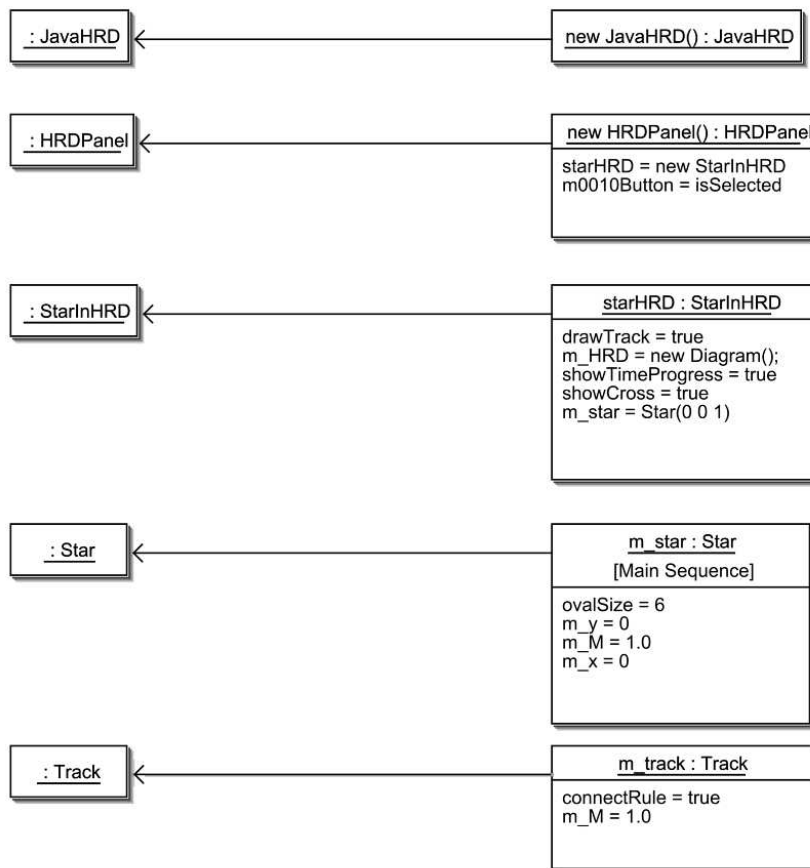 : JavaHRD
new JavaHRD() : JavaHRD
: HRDPanel
new HRDPanel() : HRDPanel
starHRD = new StarInHRD
m0010Button = isSelected
: StarInHRD
starHRD : StarInHRD
drawTrack = true
m_HRD = new Diagram();
showTimeProgress = true
showCross = true
m_star = Star(0 0 1)
: Star
m_star : Star
[Main Sequence]
ovalSize = 6
m_y = 0
m_M = 1.0
m_x = 0
: Track
m_track : Track
connectRule = true
m_M = 1.0